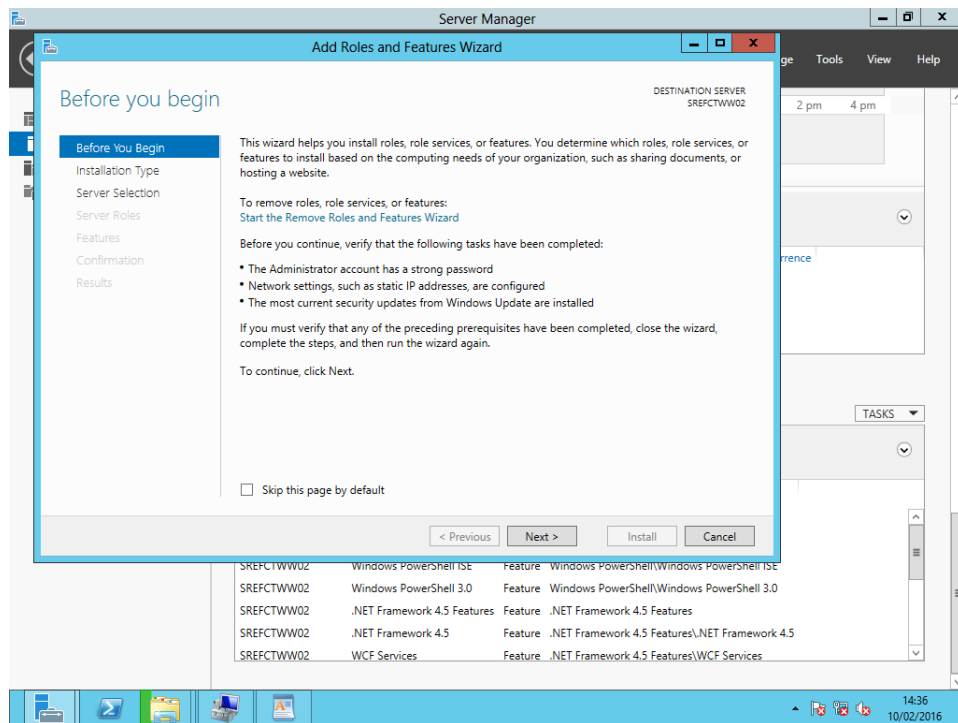 Server Manager
Add Roles and Features Wizard
ge Tools View Help
Before you begin
DESTINATION SERVER
SREFCTWW02
2 pm 4 pm
Before You Begin
Installation Type
Server Selection
Server Roles
Features
Confirmation
Results
This wizard helps you install roles, role services, or features. You determine which roles, role services, or
features to install based on the computing needs of your organization, such as sharing documents, or
hosting a website.
To remove roles, role services, or features:
Start the Remove Roles and Features Wizard
Before you continue, verify that the following tasks have been completed:
• The Administrator account has a strong password
• Network settings, such as static IP addresses, are configured
• The most current security updates from Windows Update are installed
If you must verify that any of the preceding prerequisites have been completed, close the wizard,
complete the steps, and then run the wizard again.
To continue, click Next.
Skip this page by default
< Previous Next > Install Cancel
rrence
TASKS
SREFCTWW02 Windows PowerShell ISE Feature Windows PowerShell\Windows PowerShell ISE
SREFCTWW02 Windows PowerShell 3.0 Feature Windows PowerShell\Windows PowerShell 3.0
SREFCTWW02 .NET Framework 4.5 Features Feature .NET Framework 4.5 Features
SREFCTWW02 .NET Framework 4.5 Feature .NET Framework 4.5 Features\.NET Framework 4.5
SREFCTWW02 WCF Services Feature .NET Framework 4.5 Features\WCF Services
14:36
10/02/2016